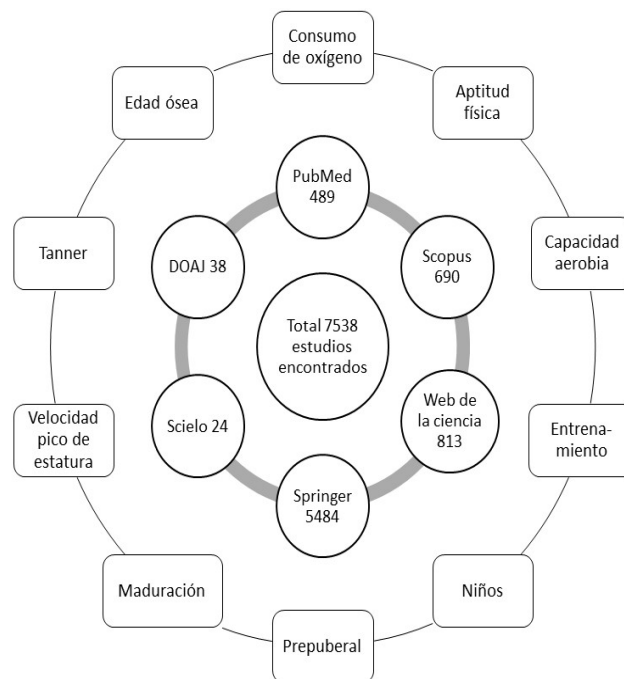 Consumo
de oxígeno
Aptitud
física
Edad ósea
PubMed
489
Tanner
DOAJ 38
Scopus
690
Capacidad
aerobia
Total 7538
estudios
encontrados
Velocidad
pico de
estatura
Scielo 24
Web de
la ciencia
813
Entrena-
miento
Springer
5484
Maduración
Niños
Prepuberal